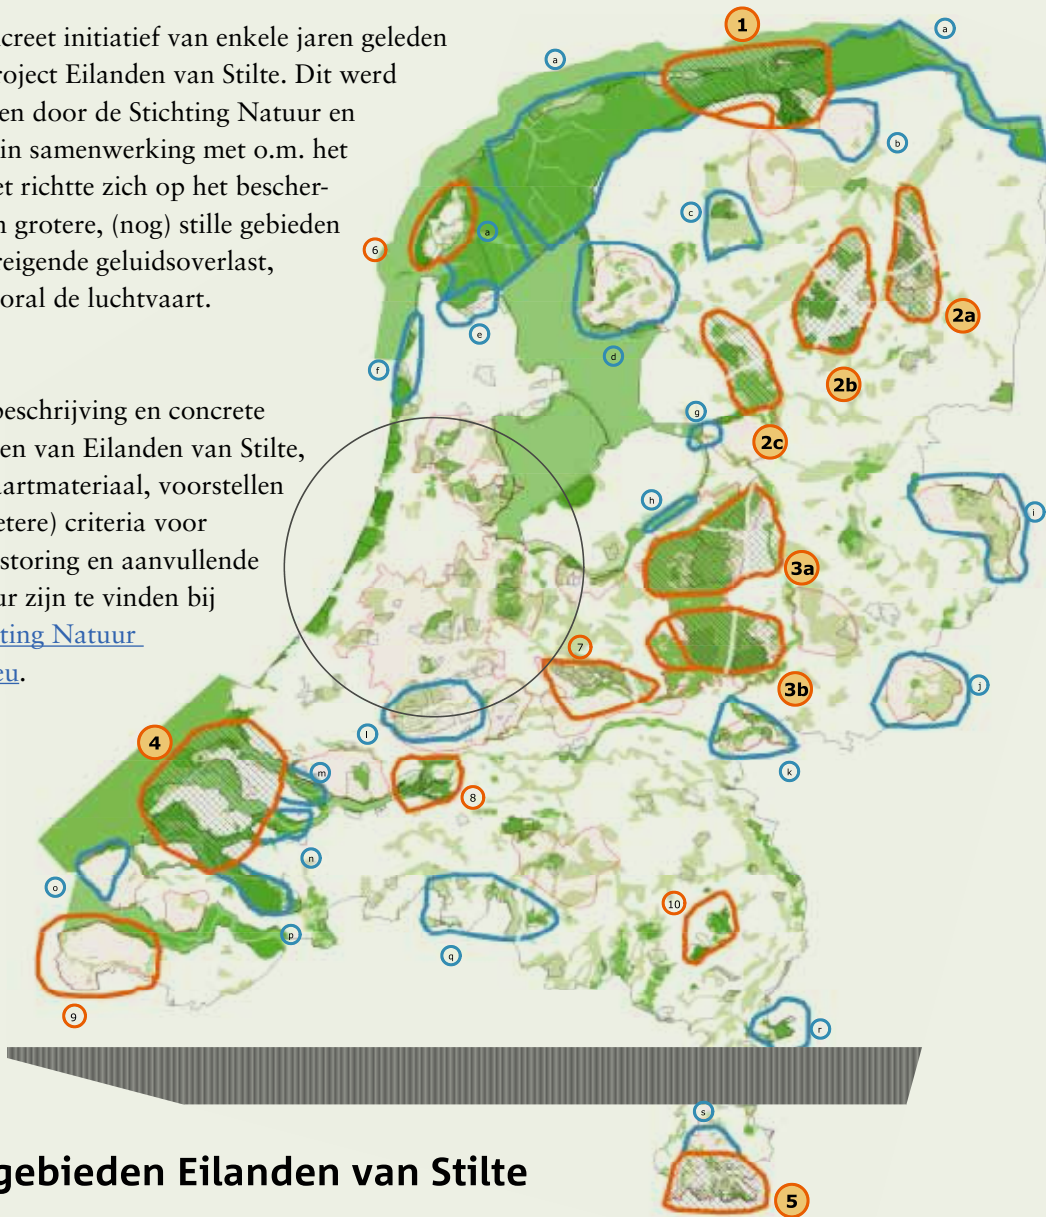 creet initiatief van enkele jaren geleden
roject Eilanden van Stilte. Dit werd
en door de Stichting Natuur en
in samenwerking met o.m. het
et richtte zich op het bescher-
n grotere, (nog) stille gebieden
reigende geluidsoverlast,
ooral de luchtvaart.
beschrijving en concrete
en van Eilanden van Stilte,
aartmateriaal, voorstellen
etere) criteria voor
storing en aanvullende
ur zijn te vinden bij
ting Natuur
eu.
1
a
a
b
c
a
6
2a
e
d
f
2b
g
2c
h
i
3a
7
3b
j
l
4
m
k
8
n
o
10
p
q
9
r
s
gebieden Eilanden van Stilte
5